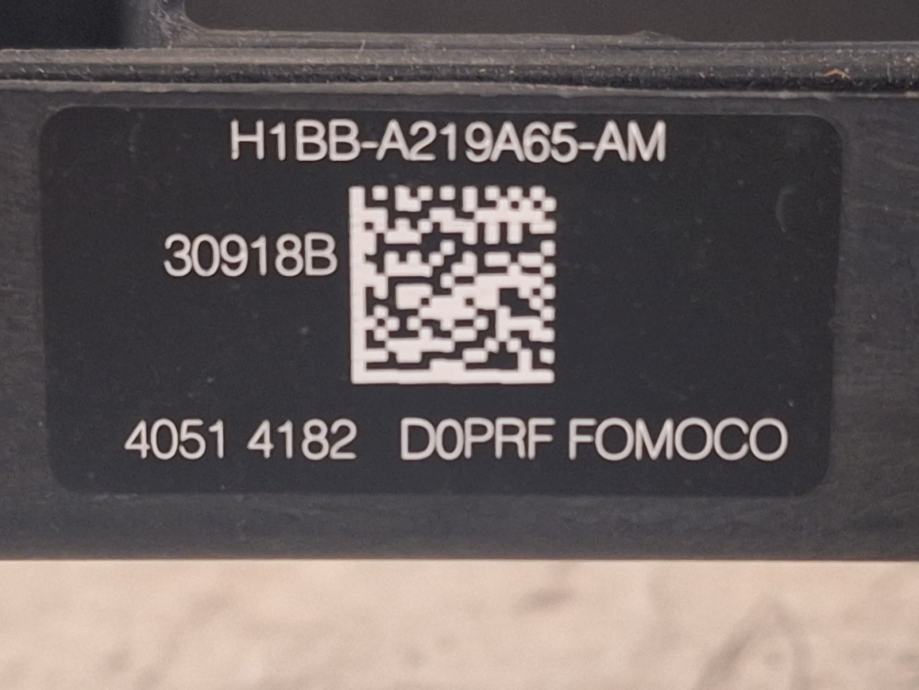 H1BB-A219A65-AM
30918B
4051 4182 D0PRF FOMOCO